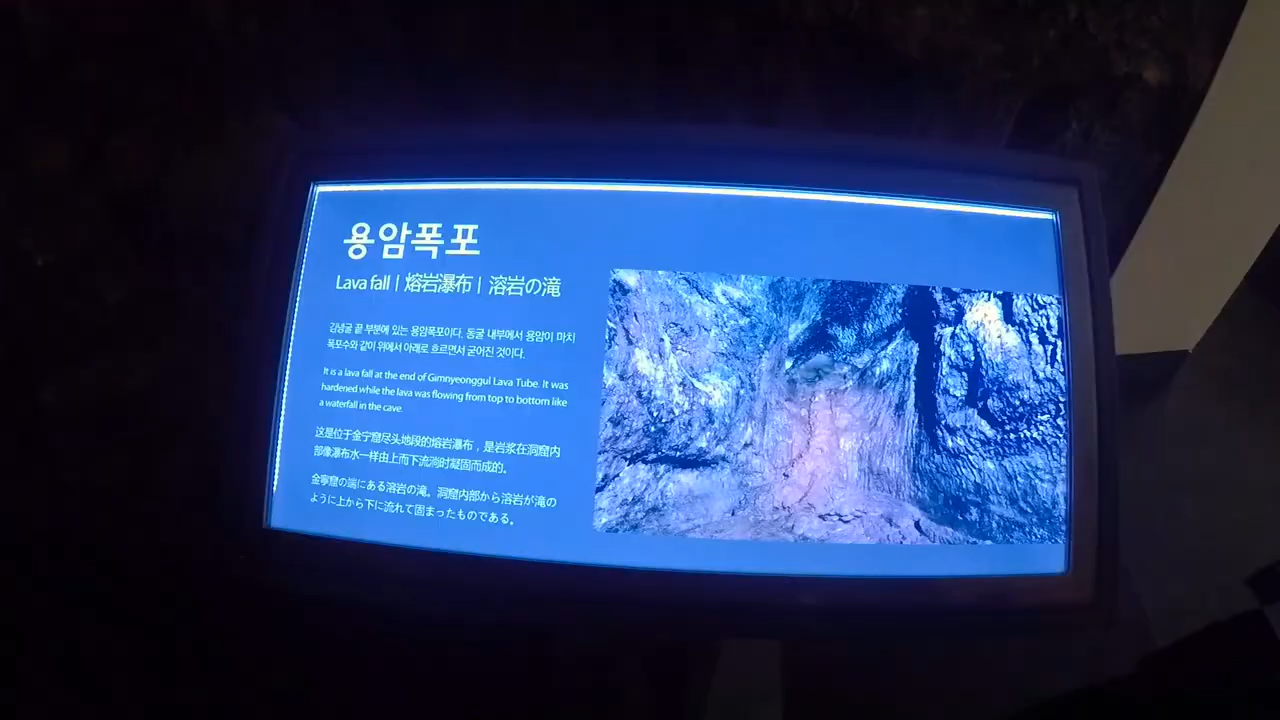 용암폭포
Lava fall | 熔岩瀑布 | 溶岩の滝
김녕굴 끝 부분에 있는 용암폭포이다. 동굴 내부에서 용암이 마치
폭포수와 같이 위에서 아래로 흐르면서 굳어진 것이다.
It is a lava fall at the end of Gimnyeonggul Lava Tube. It was
hardened while the lava was flowing from top to bottom like
a waterfall in the cave.
这是位于金宁窟尽头地段的熔岩瀑布，是岩浆在洞窟内
部像瀑布水一样由上而下流淌时凝固而成的。
金寧窟の端にある溶岩の滝。洞窟内部から溶岩が滝の
ように上から下に流れて固まったものである。